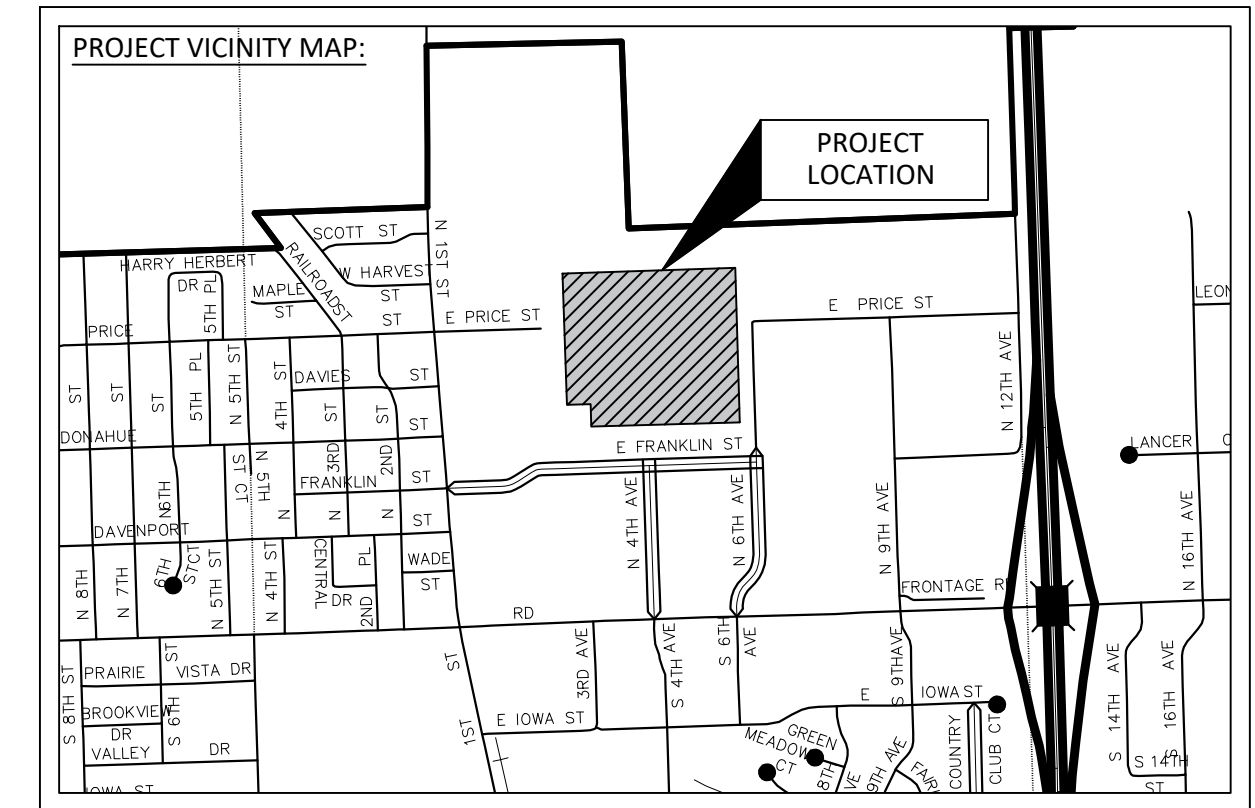 PROJECT VICINITY MAP:
PROJECT
LOCATION
SCOTT ST
N 1ST ST
HARRY HERBERT
DR
5TH PL
RAILROAD ST
W HARVEST
ST
MAPLE
ST
ST
E PRICE ST
E PRICE ST
LEON
PRICE
N 12TH AVE
ST
ST
ST
5TH PL
N 5TH ST
4TH ST
DAVIES
ST
ST
ST
ST
DONAHUE
E FRANKLIN ST
LANCER
N 6TH
ST CT
N 5TH
3RD
2ND
FRANKLIN
ST
N
N
N
ST
DAVENPORT
N 4TH AVE
N 6TH AVE
N 9TH AVE
N 16TH AVE
N 8TH
N 7TH
6TH
ST CT
N 5TH ST
N 4TH ST
CENTRAL
DR
2ND PL
WADE
ST
FRONTAGE R
RD
ST
PRAIRIE
VISTA DR
ST
1ST
3RD AVE
S 4TH AVE
S 6TH
AVE
S 9TH AVE
S 14TH AVE
S 16TH AVE
S 8TH ST
BROOKVIEW
DR
S 6TH
VALLEY
DR
E IOWA ST
E
IOWA ST
GREEN
MEADOW
CT
8TH
VE
9TH AVE
FAIR
COUNTRY
CLUB CT
S 14TH
ST
IOWA ST